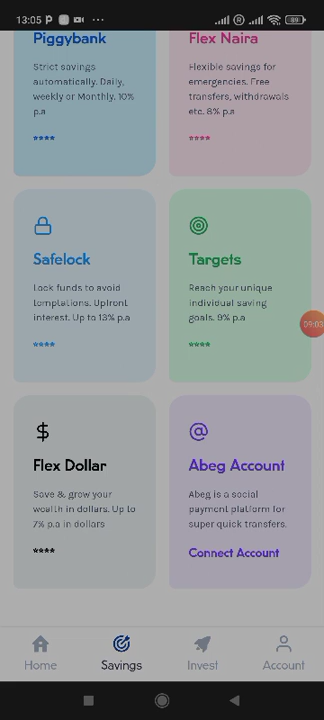 13:05
89
Piggybank
Strict savings
automatically. Daily,
weekly or Monthly. 10%
p.a
****
Flex Naira
Flexible savings for
emergencies. Free
transfers, withdrawals
etc. 8% p.a
****
Safelock
Lock funds to avoid
temptations. Upfront
interest. Up to 13% p.a
****
Targets
Reach your unique
individual saving
goals. 9% p.a
****
09:03
Flex Dollar
Save & grow your
wealth in dollars. Up to
7% p.a in dollars
****
Abeg Account
Abeg is a social
payment platform for
super quick transfers.
Connect Account
Home
Savings
Invest
Account